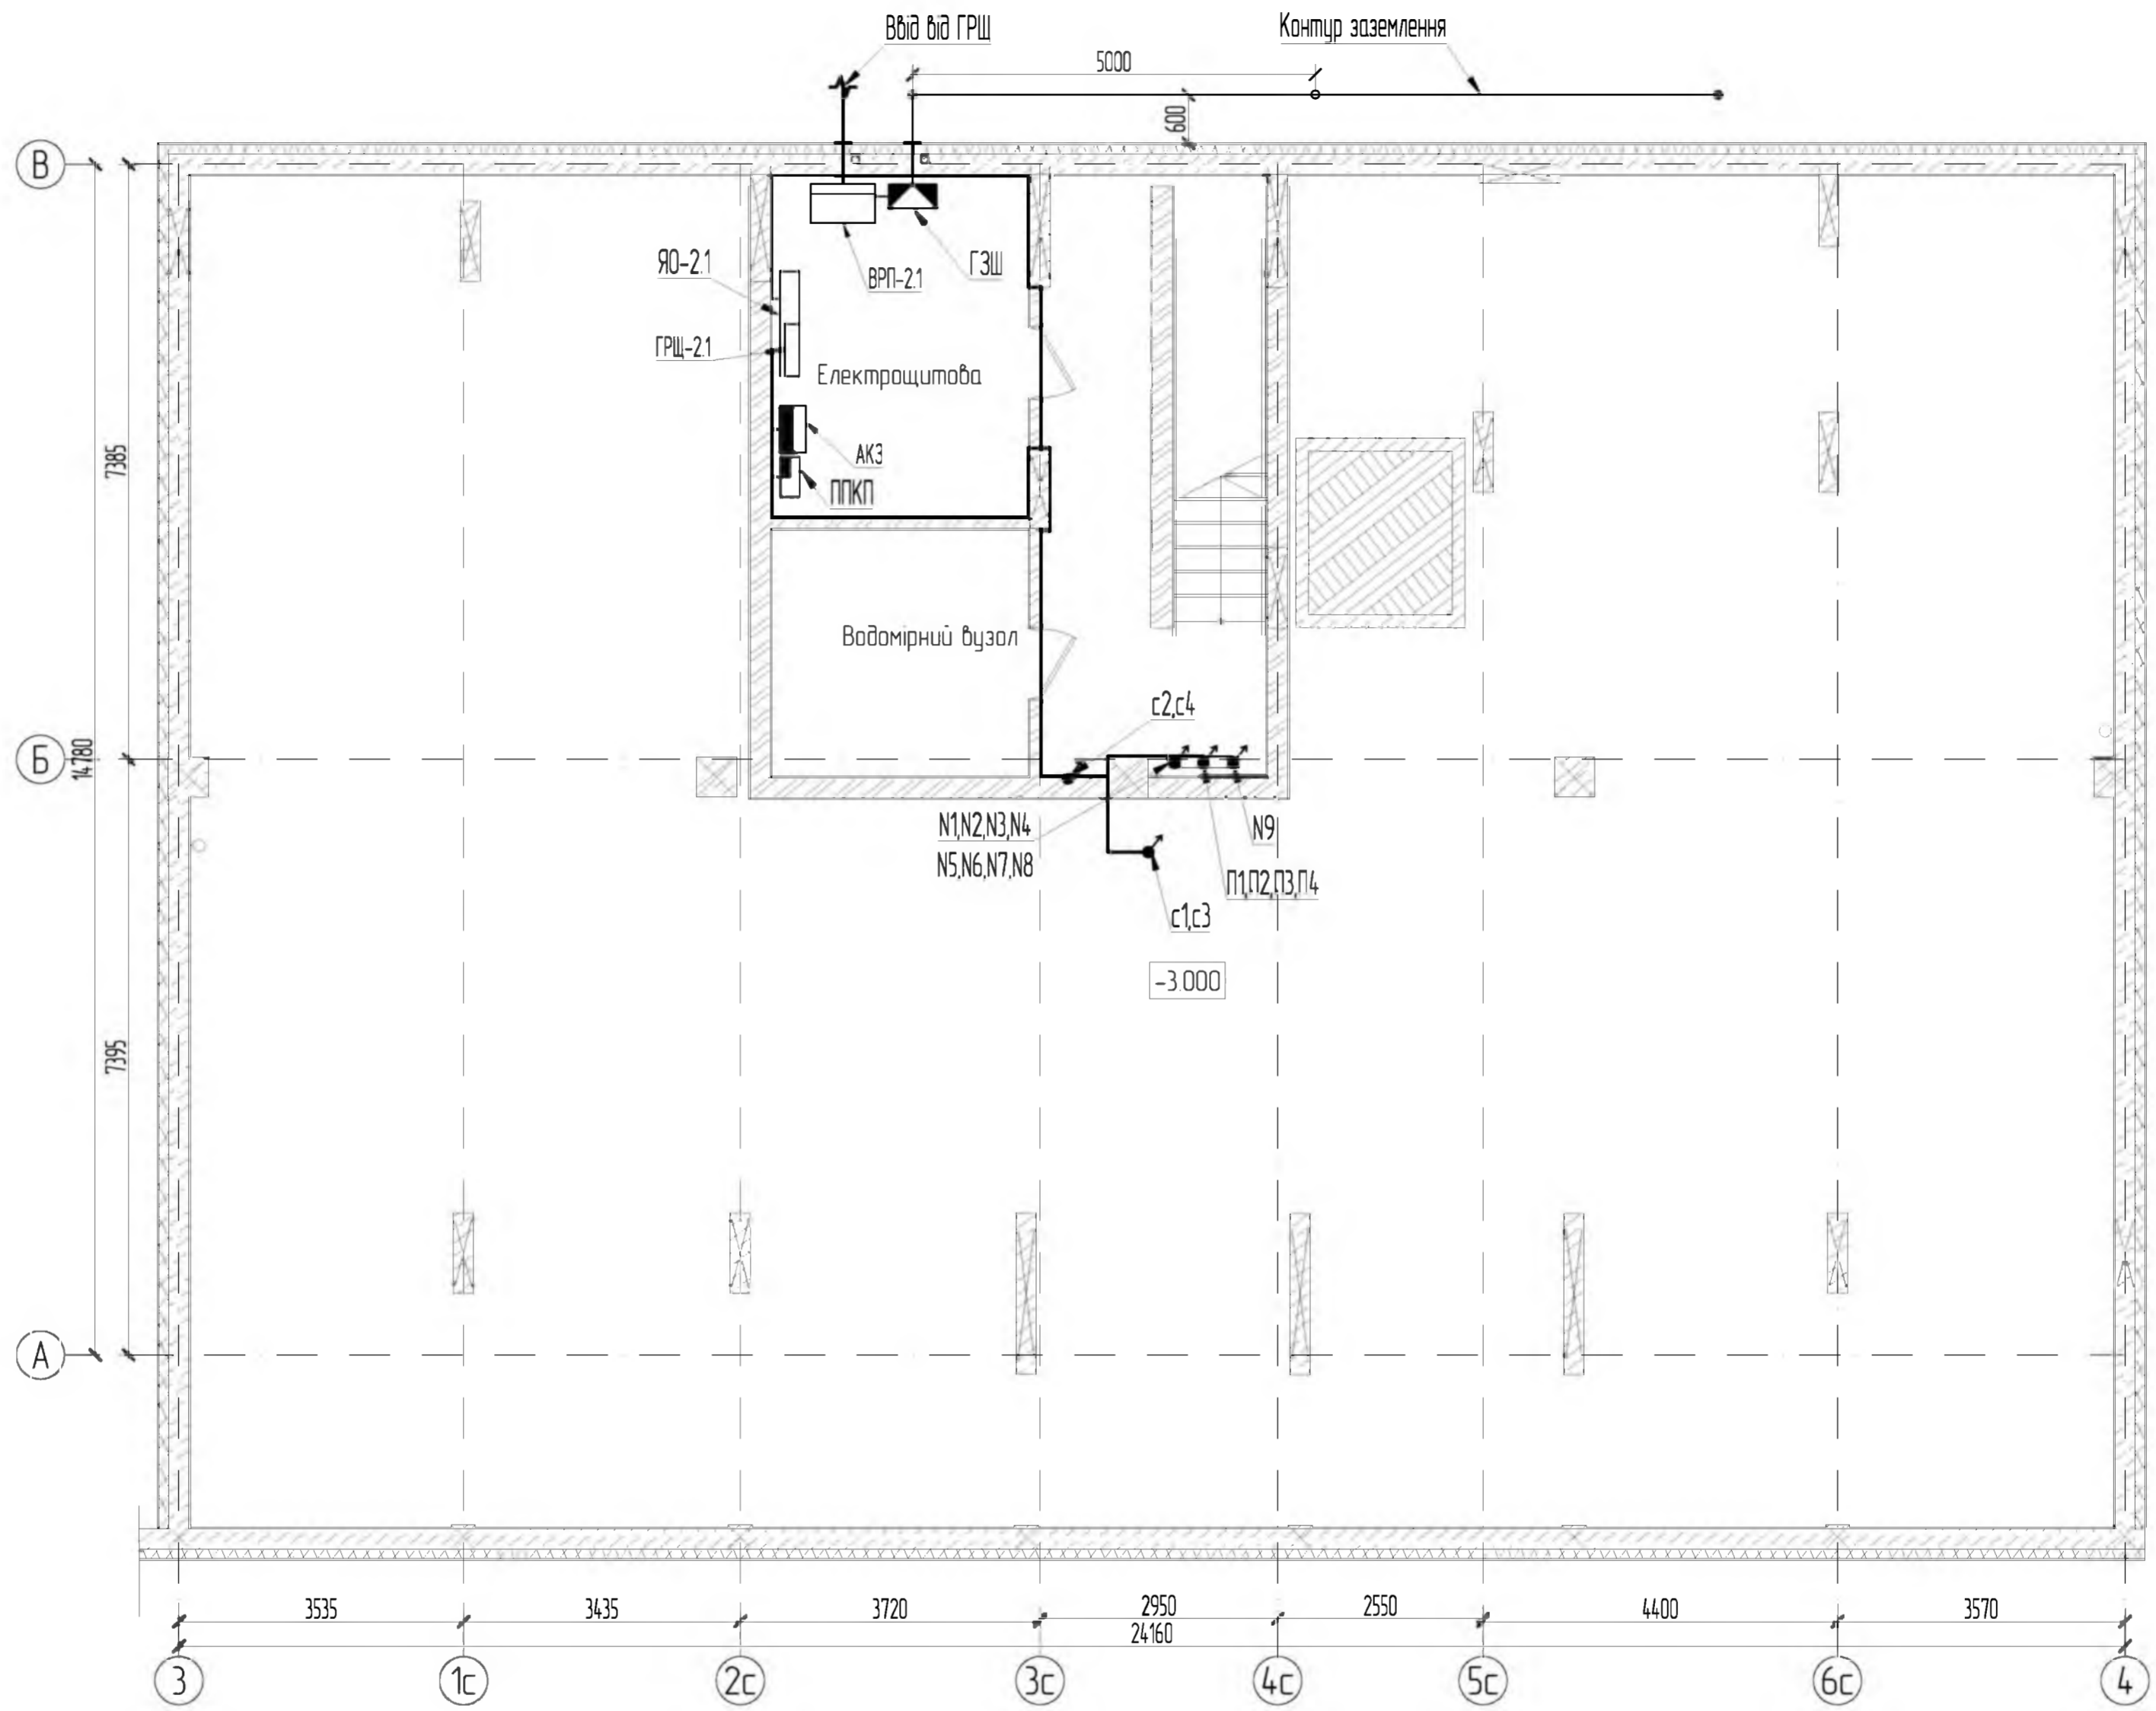 Ввід від ГРЩ
Контур заземлення
5000
600
В
ЯО-2.1
ВРП-2.1
ГЗШ
ГРЩ-2.1
Електрощитова
АКЗ
ППКП
7385
Водомірний вузол
с2,с4
Б
14780
N1,N2,N3,N4
N5,N6,N7,N8
N9
П1,П2,П3,П4
с1,с3
-3.000
7395
А
3535
3435
3720
2950
2550
4400
3570
24160
3
1с
2с
3с
4с
5с
6с
4